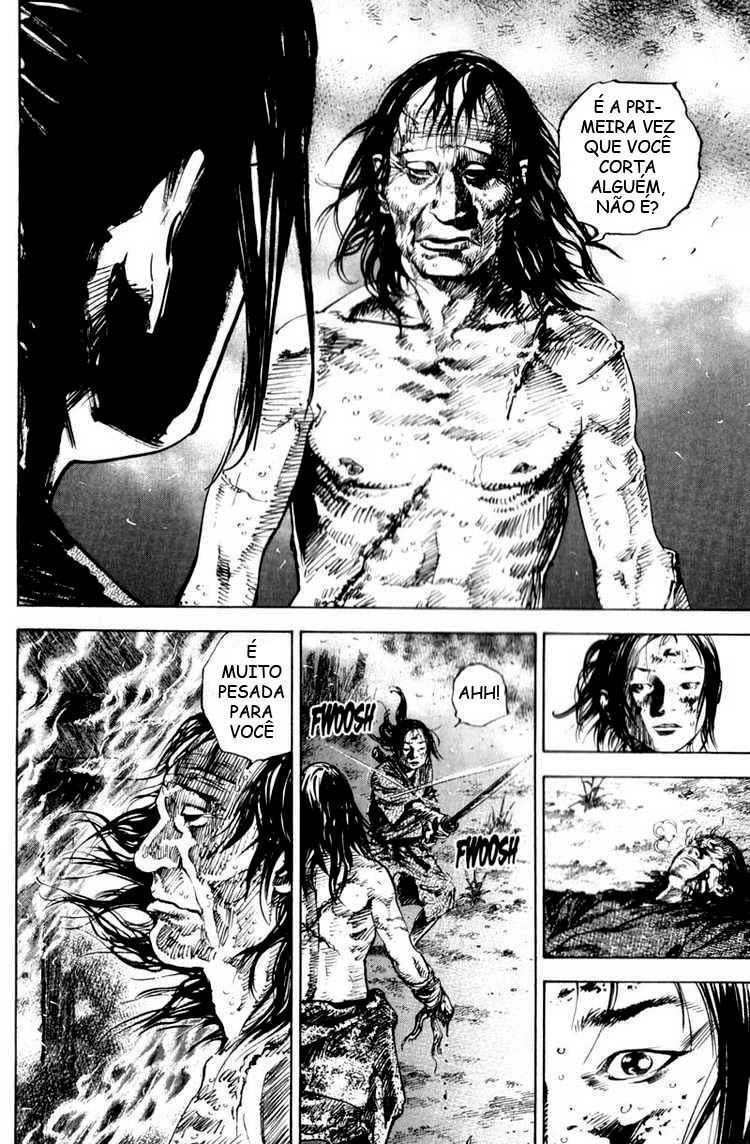 É A PRI-
MEIRA VEZ
QUE VOCÊ
CORTA
ALGUÉM,
NÃO É?
AHH!
FWOOSH
FWOOSH
É
MUITO
PESADA
PARA
VOCÊ